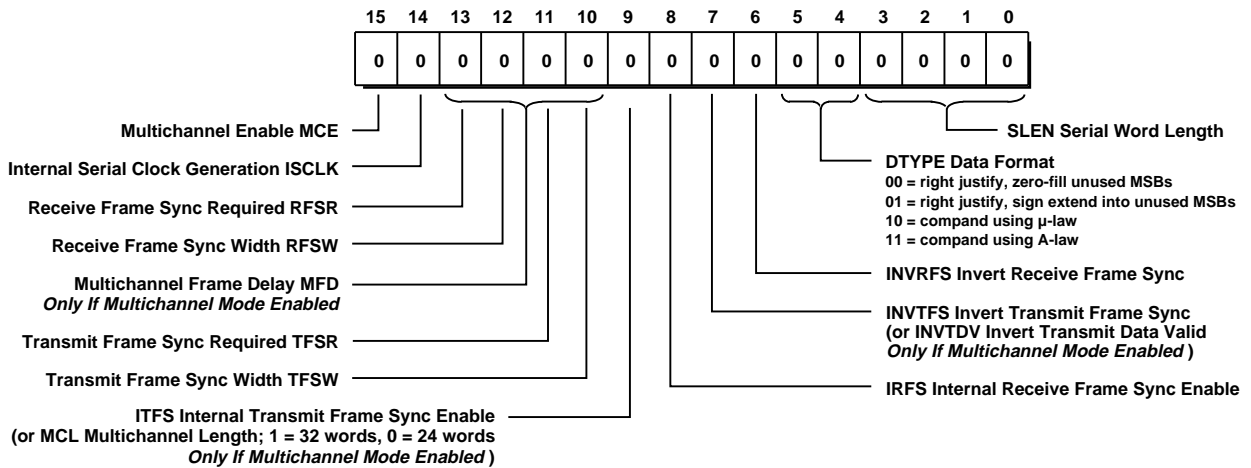 15 14 13 12 11 10 9 8 7 6 5 4 3 2 1 0
0 0 0 0 0 0 0 0 0 0 0 0 0 0 0 0
Multichannel Enable MCE
Internal Serial Clock Generation ISCLK
Receive Frame Sync Required RFSR
Receive Frame Sync Width RFSW
Multichannel Frame Delay MFD
Only If Multichannel Mode Enabled
Transmit Frame Sync Required TFSR
Transmit Frame Sync Width TFSW
ITFS Internal Transmit Frame Sync Enable
(or MCL Multichannel Length; 1 = 32 words, 0 = 24 words
Only If Multichannel Mode Enabled )
SLEN Serial Word Length
DTYPE Data Format
00 = right justify, zero-fill unused MSBs
01 = right justify, sign extend into unused MSBs
10 = compand using µ-law
11 = compand using A-law
INVRFS Invert Receive Frame Sync
INVTFS Invert Transmit Frame Sync
(or INVTDV Invert Transmit Data Valid
Only If Multichannel Mode Enabled )
IRFS Internal Receive Frame Sync Enable